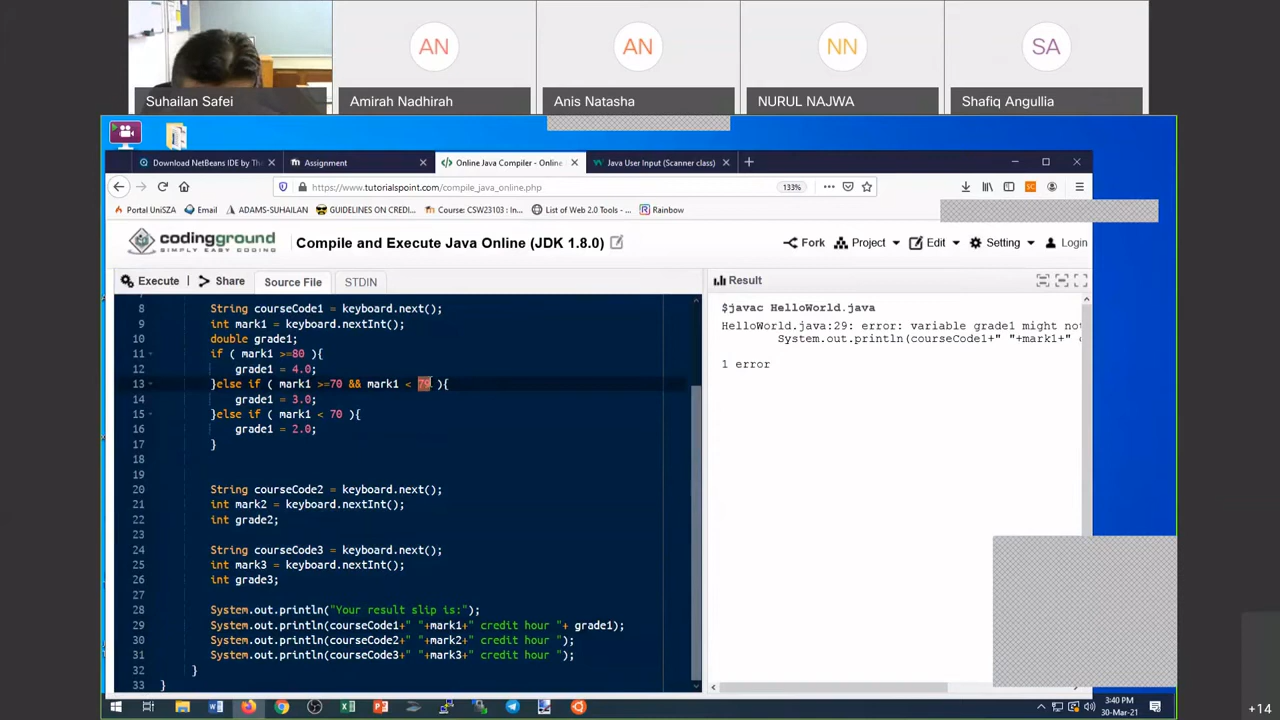 AN
AN
NN
SA
Suhailan Safei
Amirah Nadhirah
Anis Natasha
NURUL NAJWA
Shafiq Angullia
Download NetBeans IDE by Th
Assignment
Online Java Compiler - Online
Java User Input (Scanner class)
https://www.tutorialspoint.com/compile_java_online.php
133%
Portal UniSZA
Email
ADAMS-SUHAILAN
GUIDELINES ON CREDI...
Course: CSW23103 : In...
List of Web 2.0 Tools - ...
Rainbow
codingground
SIMPLY EASY CODING
Compile and Execute Java Online (JDK 1.8.0)
Fork
Project
Edit
Setting
Login
Execute
Share
Source File
STDIN
Result
8 String courseCode1 = keyboard.next();
9 int mark1 = keyboard.nextInt();
10 double grade1;
11 if ( mark1 >=80 ){
12 grade1 = 4.0;
13 }else if ( mark1 >=70 && mark1 < 79 ){
14 grade1 = 3.0;
15 }else if ( mark1 < 70 ){
16 grade1 = 2.0;
17 }
18
19
20 String courseCode2 = keyboard.next();
21 int mark2 = keyboard.nextInt();
22 int grade2;
23
24 String courseCode3 = keyboard.next();
25 int mark3 = keyboard.nextInt();
26 int grade3;
27
28 System.out.println("Your result slip is:");
29 System.out.println(courseCode1+" "+mark1+" credit hour "+ grade1);
30 System.out.println(courseCode2+" "+mark2+" credit hour ");
31 System.out.println(courseCode3+" "+mark3+" credit hour ");
32 }
33 }
$javac HelloWorld.java
HelloWorld.java:29: error: variable grade1 might no
System.out.println(courseCode1+" "+mark1+"
1 error
3:40 PM
30-Mar-21
+14